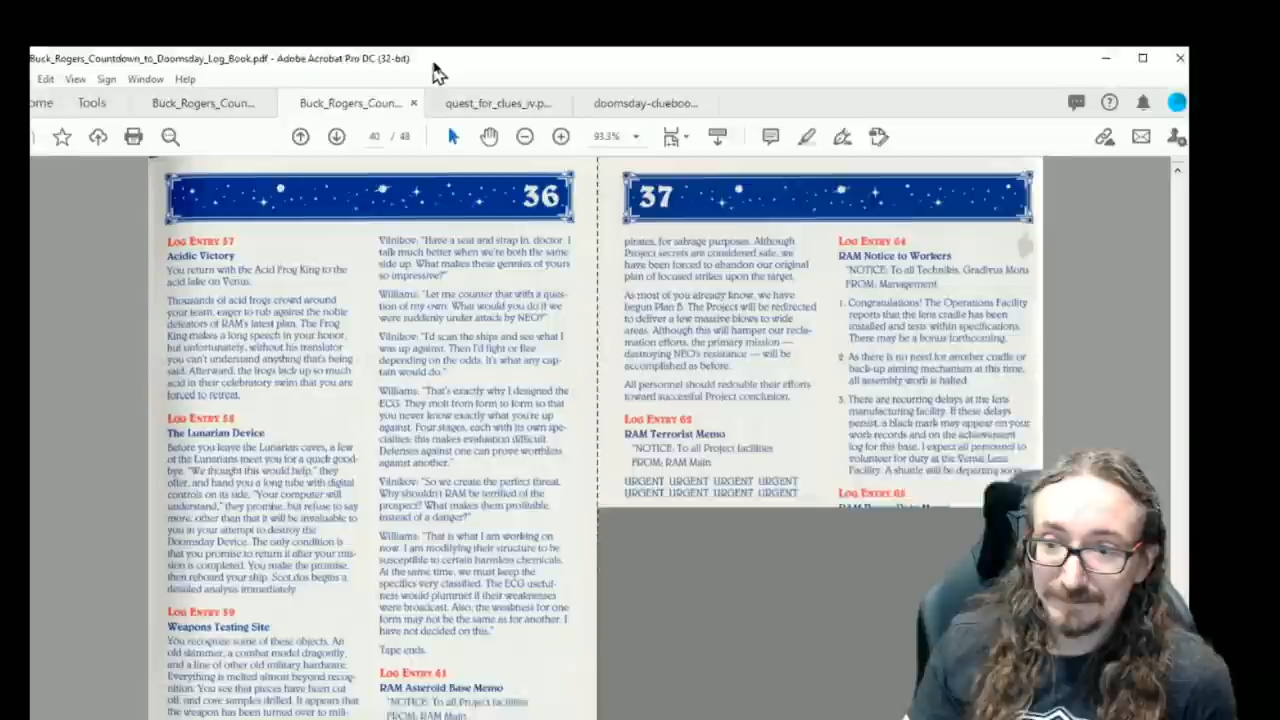 Buck_Rogers_Countdown_to_Doomsday_Log_Book.pdf - Adobe Acrobat Pro DC (32-bit)
Edit View Sign Window Help
ome Tools Buck_Rogers_Coun... Buck_Rogers_Coun... × quest_for_clues_iv.p... doomsday-clueboo...
40 / 48 93.3%
36
LOG ENTRY 57
Acidic Victory
You return with the Acid Frog King to the
acid lake on Venus.
Thousands of acid frogs crowd around
your team, eager to rub against the noble
defeators of RAM's latest plan. The Frog
King makes a long speech in your honor,
but unfortunately, without his translator
you can't understand anything that's being
said. Afterward, the frogs kick up so much
acid in their celebratory swim that you are
forced to retreat.
LOG ENTRY 58
The Lunarian Device
Before you leave the Lunarian caves, a few
of the Lunarians meet you for a quick good-
bye. "We thought this would help," they
offer, and hand you a long tube with digital
controls on its side. "Your computer will
understand," they promise, but refuse to say
more, other than that it will be invaluable to
you in your attempt to destroy the
Doomsday Device. The only condition is
that you promise to return it after your mis-
sion is completed. You make the promise,
then reboard your ship. Scot.dos begins a
detailed analysis immediately.
LOG ENTRY 59
Weapons Testing Site
You recognize some of these objects. An
old slimmer, a combat model dragonfly,
and a line of other old military hardware.
Everything is melted almost beyond recog-
nition. You see that pieces have been cut
off, and core samples drilled. It appears that
the weapon has been turned over to mili-
Vilnikov: "Have a seat and strap in, doctor. I
talk much better when we're both the same
side up. What makes these gennies of yours
so impressive?"
Williams: "Let me counter that with a ques-
tion of my own. What would you do if we
were suddenly under attack by NEO?"
Vilnikov: "I'd scan the ships and see what I
was up against. Then I'd fight or flee
depending on the odds. It's what any cap-
tain would do."
Williams: "That's exactly why I designed the
ECG. They molt from form to form so that
you never know exactly what you're up
against. Four stages, each with its own spe-
cialties; this makes evaluation difficult.
Defenses against one can prove worthless
against another."
Vilnikov: "So we create the perfect threat.
Why shouldn't RAM be terrified of the
prospect? What makes them profitable
instead of a danger?"
Williams: "That is what I am working on
now. I am modifying their structure to be
susceptible to certain harmless chemicals.
At the same time, we must keep the
specifics very classified. The ECG useful-
ness would plummet if their weaknesses
were broadcast. Also, the weakness for one
form may not be the same as for another. I
have not decided on this."
Tape ends.
LOG ENTRY 61
RAM Asteroid Base Memo
"NOTICE: To all Project facilities
FROM: RAM Main
37
pirates, for salvage purposes. Although
Project secrets are considered safe, we
have been forced to abandon our original
plan of focused strikes upon the target.
As most of you already know, we have
begun Plan B. The Project will be redirected
to deliver a few massive blows to wide
areas. Although this will hamper our recla-
mation efforts, the primary mission —
destroying NEO's resistance — will be
accomplished as before.
All personnel should redouble their efforts
toward successful Project conclusion.
LOG ENTRY 63
RAM Terrorist Memo
"NOTICE: To all Project facilities
FROM: RAM Main
URGENT URGENT URGENT URGENT
URGENT URGENT URGENT URGENT
LOG ENTRY 64
RAM Notice to Workers
"NOTICE: To all Techniks, Gradivus Mons
FROM: Management
1. Congratulations! The Operations Facility
reports that the lens cradle has been
installed and tests within specifications.
There may be a bonus forthcoming.
2. As there is no need for another cradle or
back-up aiming mechanism at this time,
all assembly work is halted.
3. There are recurring delays at the lens
manufacturing facility. If these delays
persist, a black mark may appear on your
work records and on the achievement
log for this base. I expect all personnel to
volunteer for duty at the Venus Lens
Facility. A shuttle will be departing soon.
LOG ENTRY 65